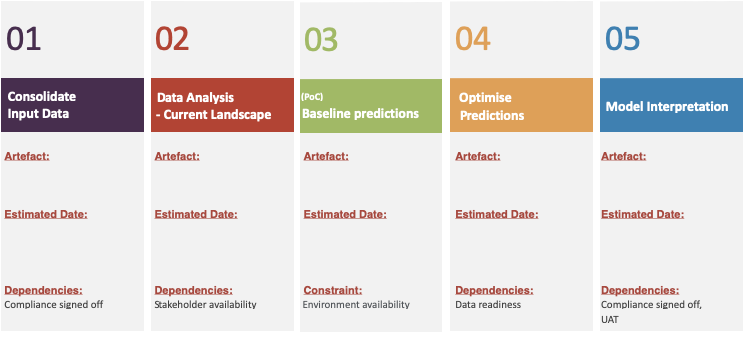 01
Consolidate
Input Data
Artefact:
Estimated Date:
Dependencies:
Compliance signed off
02
Data Analysis
- Current Landscape
Artefact:
Estimated Date:
Dependencies:
Stakeholder availability
03
(PoC)
Baseline predictions
Artefact:
Estimated Date:
Constraint:
Environment availability
04
Optimise
Predictions
Artefact:
Estimated Date:
Dependencies:
Data readiness
05
Model Interpretation
Artefact:
Estimated Date:
Dependencies:
Compliance signed off,
UAT